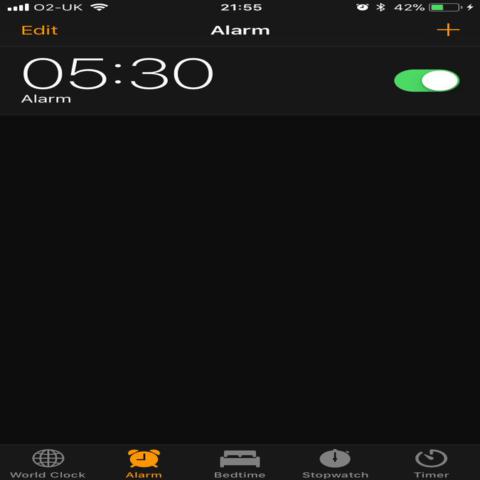 O2-UK 21:55 42%
Edit Alarm +
05:30
Alarm
World Clock Alarm Bedtime Stopwatch Timer